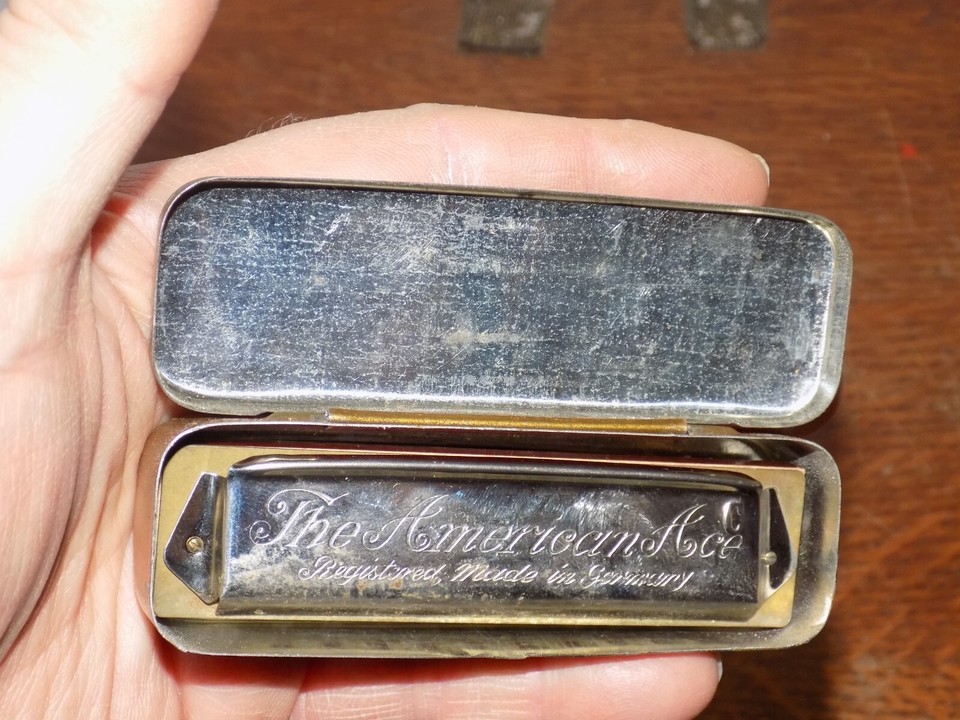 C
The American Ace
Registered, Made in Germany